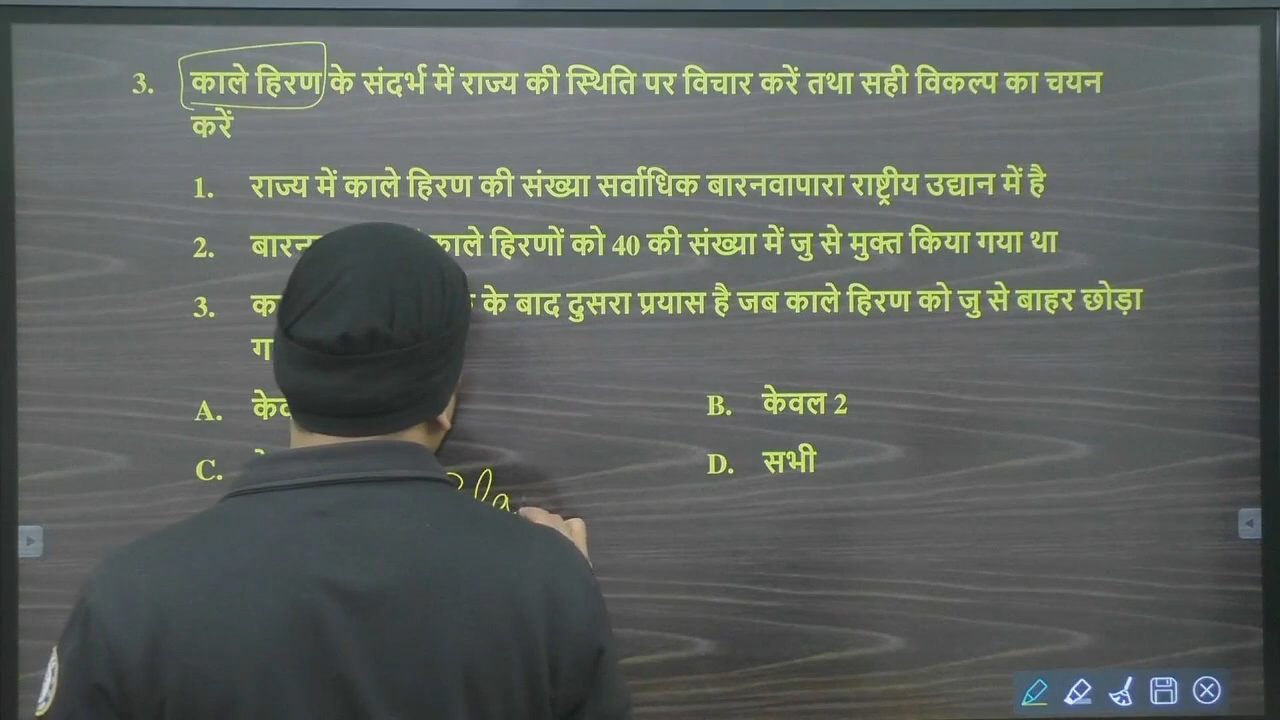 3. काले हिरण के संदर्भ में राज्य की स्थिति पर विचार करें तथा सही विकल्प का चयन
करें
1. राज्य में काले हिरण की संख्या सर्वाधिक बारनवापारा राष्ट्रीय उद्यान में है
2. काले हिरणों को 40 की संख्या में जु से मुक्त किया गया था
3. के बाद दुसरा प्रयास है जब काले हिरण को जु से बाहर छोड़ा
A.
B. केवल 2
C.
D. सभी